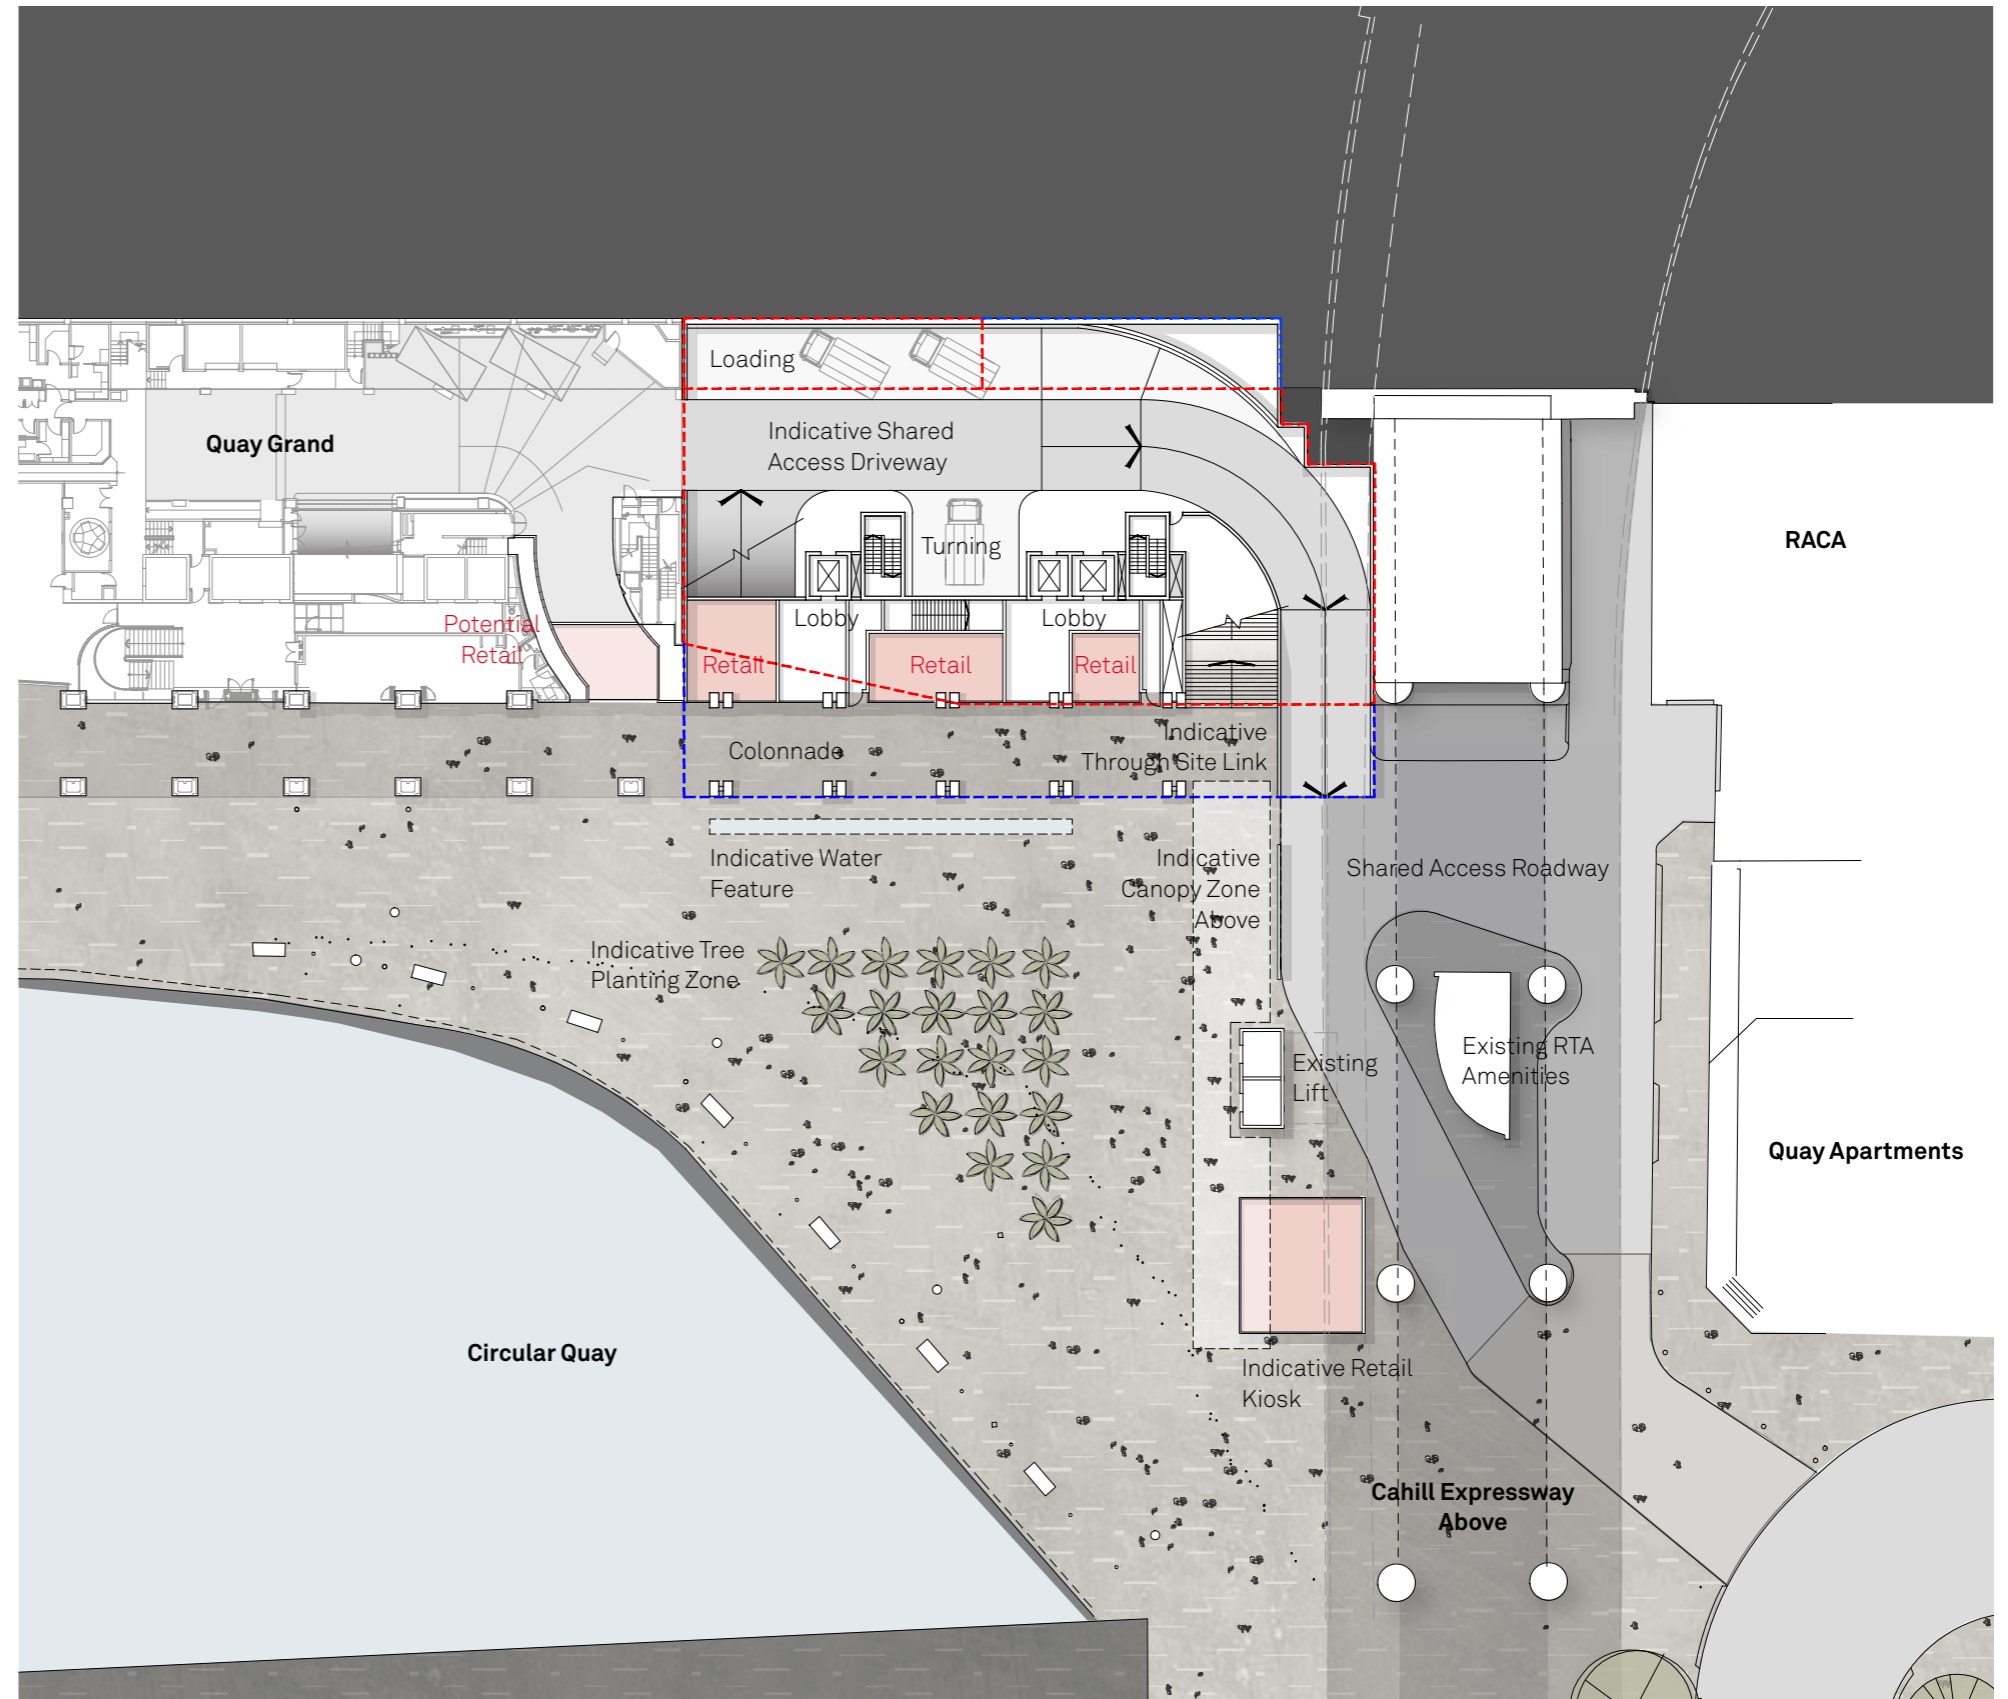 Loading
Indicative Shared
Access Driveway
Quay Grand
RACA
Turning
Potential
Retail
Lobby
Lobby
Retail
Retail
Retail
Colonnade
Indicative
Through Site Link
Indicative Water
Feature
Indicative
Canopy Zone
Above
Shared Access Roadway
Indicative Tree
Planting Zone
Existing
Lift
Existing RTA
Amenities
Quay Apartments
Circular Quay
Indicative Retail
Kiosk
Cahill Expressway
Above